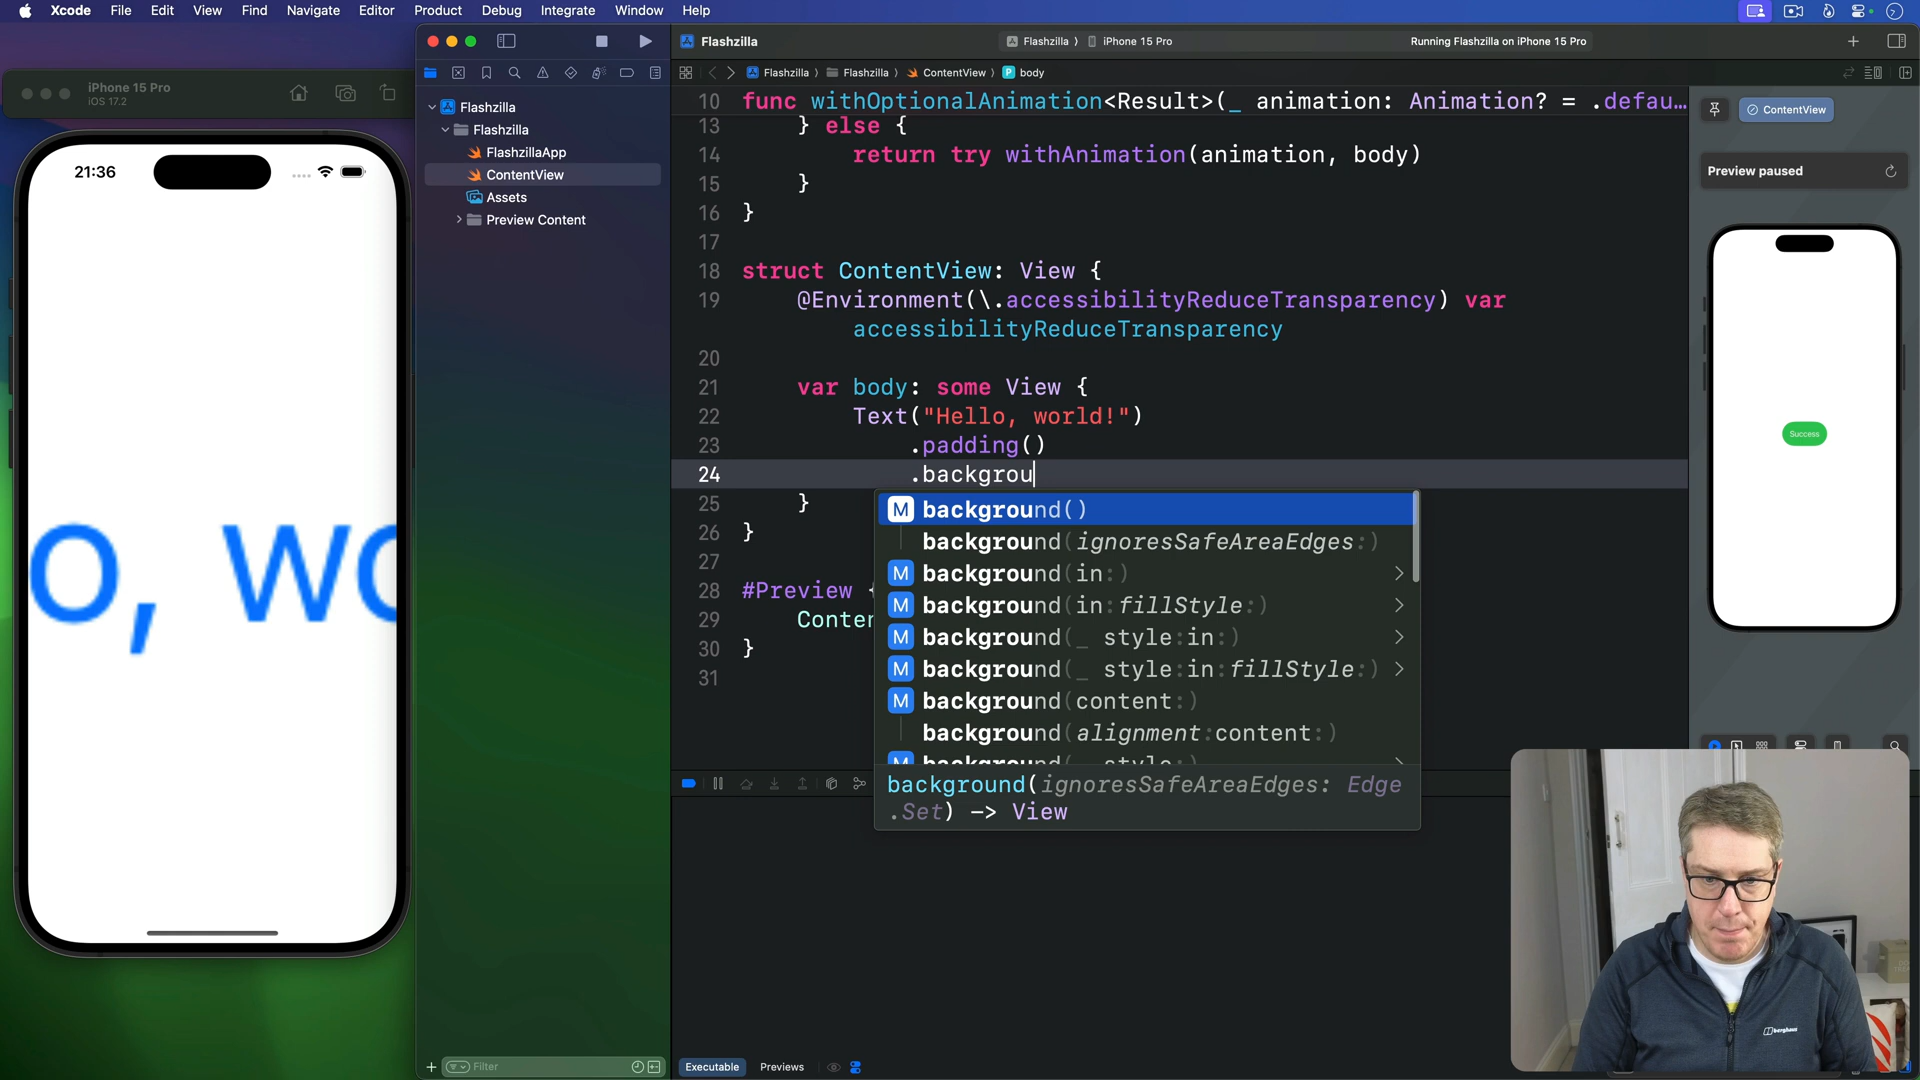 Xcode File Edit View Find Navigate Editor Product Debug Integrate Window Help
iPhone 15 Pro
iOS 17.2
21:36
o, wo
Flashzilla
Flashzilla
FlashzillaApp
ContentView
Assets
Preview Content
Filter
Flashzilla
Flashzilla iPhone 15 Pro
Running Flashzilla on iPhone 15 Pro
Flashzilla Flashzilla ContentView P body
10 func withOptionalAnimation<Result>(_ animation: Animation? = .defau…
13 } else {
14 return try withAnimation(animation, body)
15 }
16 }
17
18 struct ContentView: View {
19 @Environment(\.accessibilityReduceTransparency) var
accessibilityReduceTransparency
20
21 var body: some View {
22 Text("Hello, world!")
23 .padding()
24 .backgrou
25 }
26 }
27
28 #Preview {
29 Conten
30 }
31
M background()
background(ignoresSafeAreaEdges:)
M background(in:)
M background(in:fillStyle:)
M background(_ style:in:)
M background(_ style:in:fillStyle:)
M background(content:)
background(alignment:content:)
M background(_ style:)
background(ignoresSafeAreaEdges: Edge
.Set) -> View
Executable Previews
ContentView
Preview paused
Success
berghaus